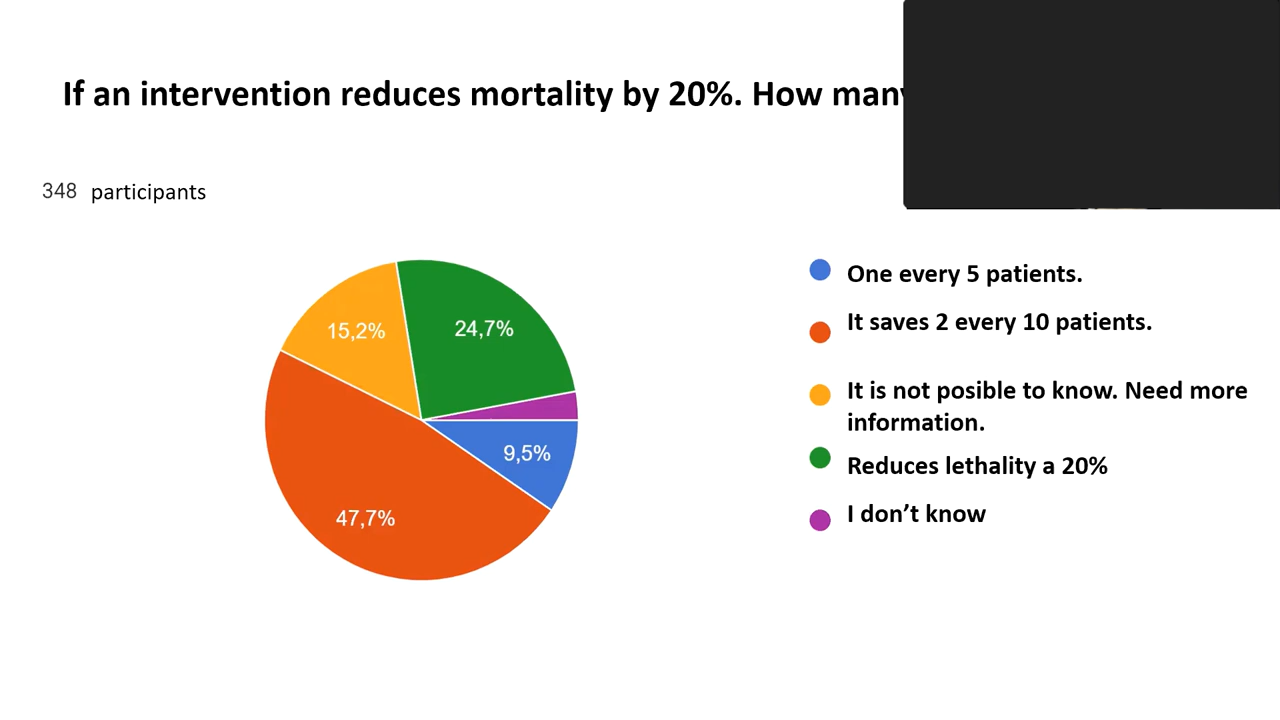 If an intervention reduces mortality by 20%. How many
348 participants
15,2%
24,7%
9,5%
47,7%
One every 5 patients.
It saves 2 every 10 patients.
It is not posible to know. Need more
information.
Reduces lethality a 20%
I don’t know